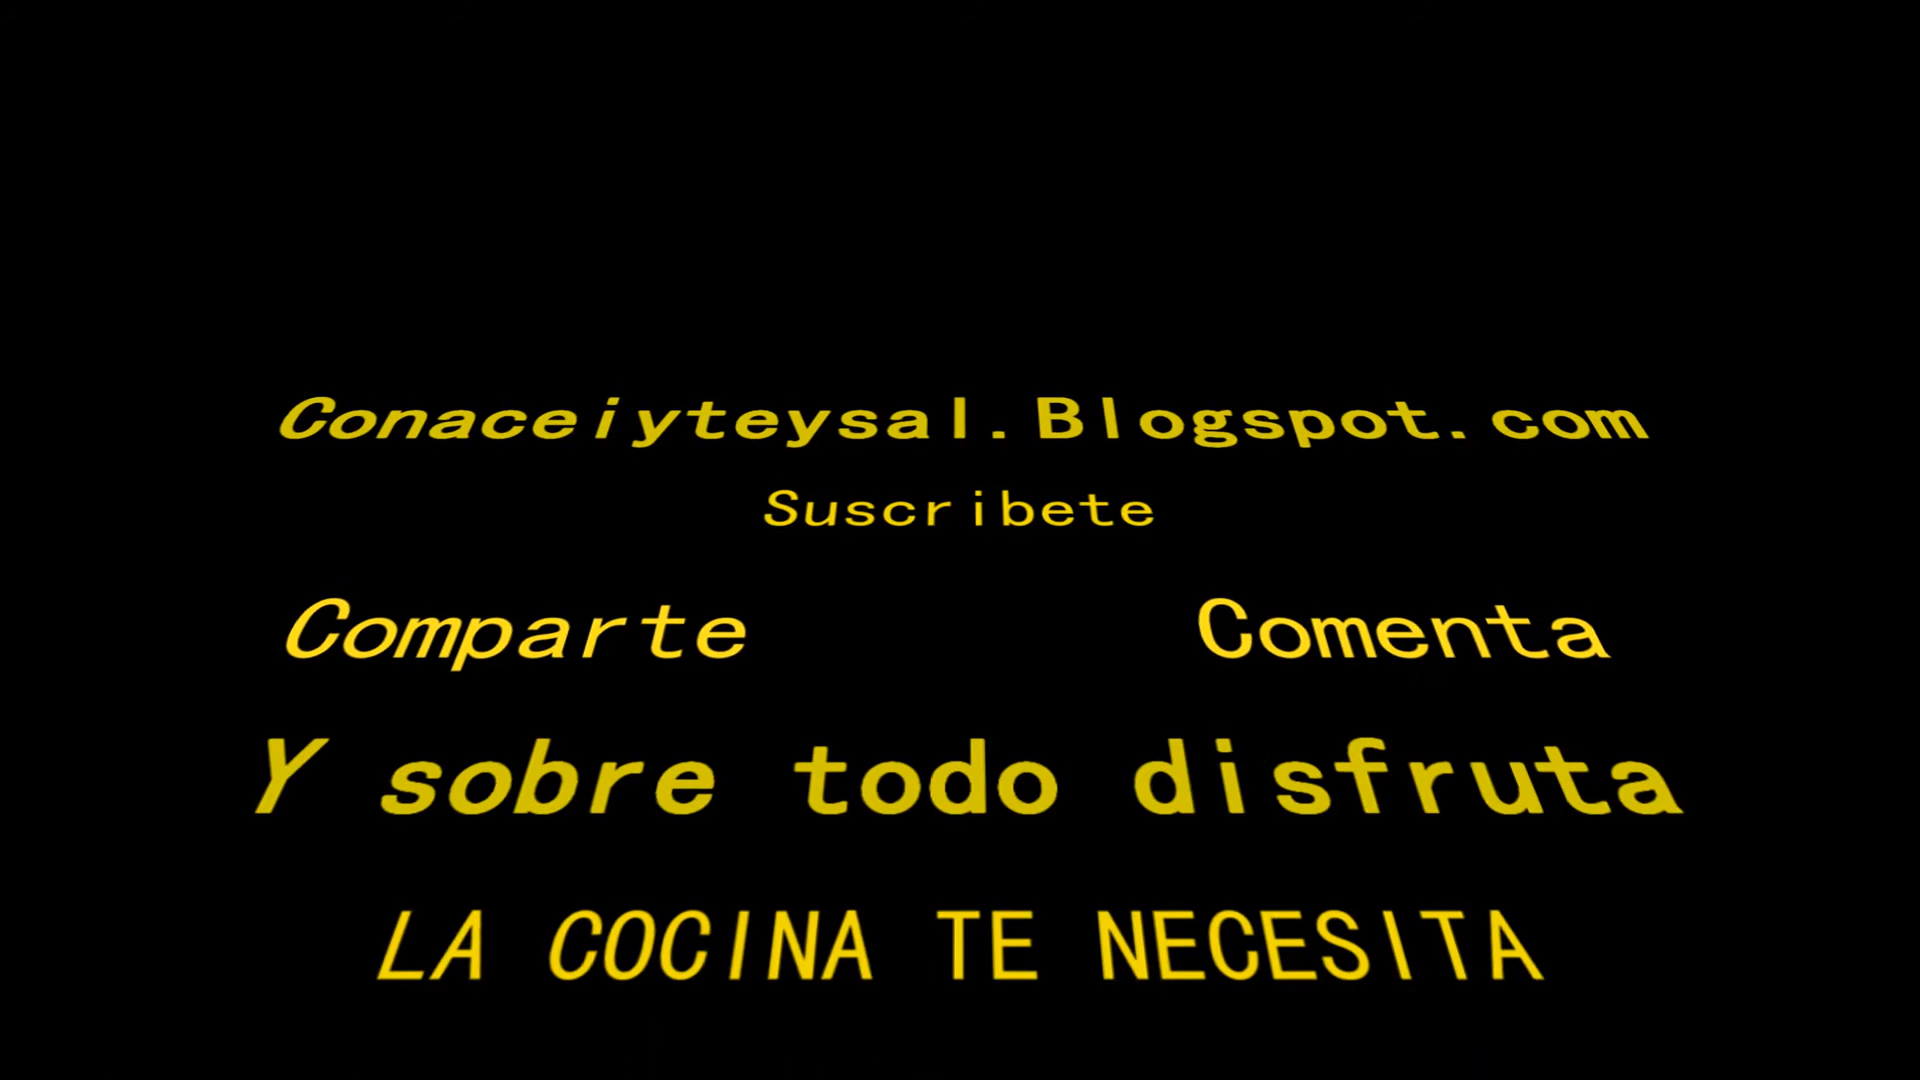 Conaceiyteysal.Blogspot.com
Suscribete
Comparte Comenta
Y sobre todo disfruta
LA COCINA TE NECESITA